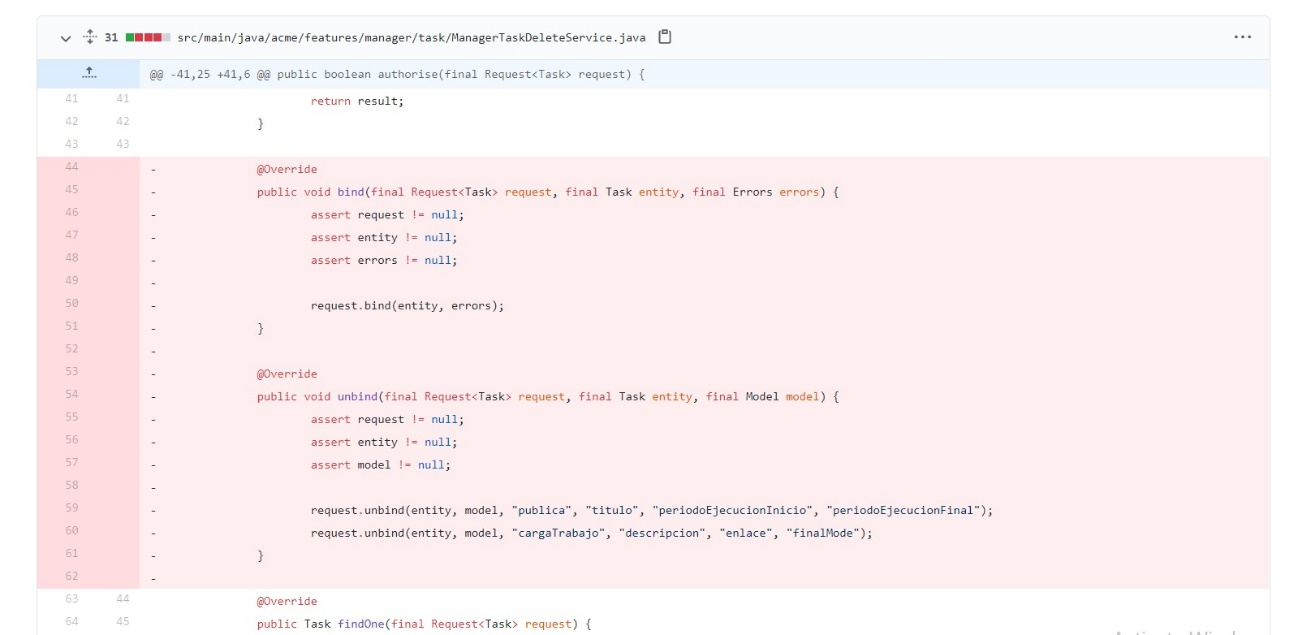 31 src/main/java/acme/features/manager/task/ManagerTaskDeleteService.java
@@ -41,25 +41,6 @@ public boolean authorise(final Request<Task> request) {
41 41 return result;
42 42 }
43 43
44 - @Override
45 - public void bind(final Request<Task> request, final Task entity, final Errors errors) {
46 - assert request != null;
47 - assert entity != null;
48 - assert errors != null;
49 -
50 - request.bind(entity, errors);
51 - }
52 -
53 - @Override
54 - public void unbind(final Request<Task> request, final Task entity, final Model model) {
55 - assert request != null;
56 - assert entity != null;
57 - assert model != null;
58 -
59 - request.unbind(entity, model, "publica", "titulo", "periodoEjecucionInicio", "periodoEjecucionFinal");
60 - request.unbind(entity, model, "cargaTrabajo", "descripcion", "enlace", "finalMode");
61 - }
62 -
63 44 @Override
64 45 public Task findOne(final Request<Task> request) {